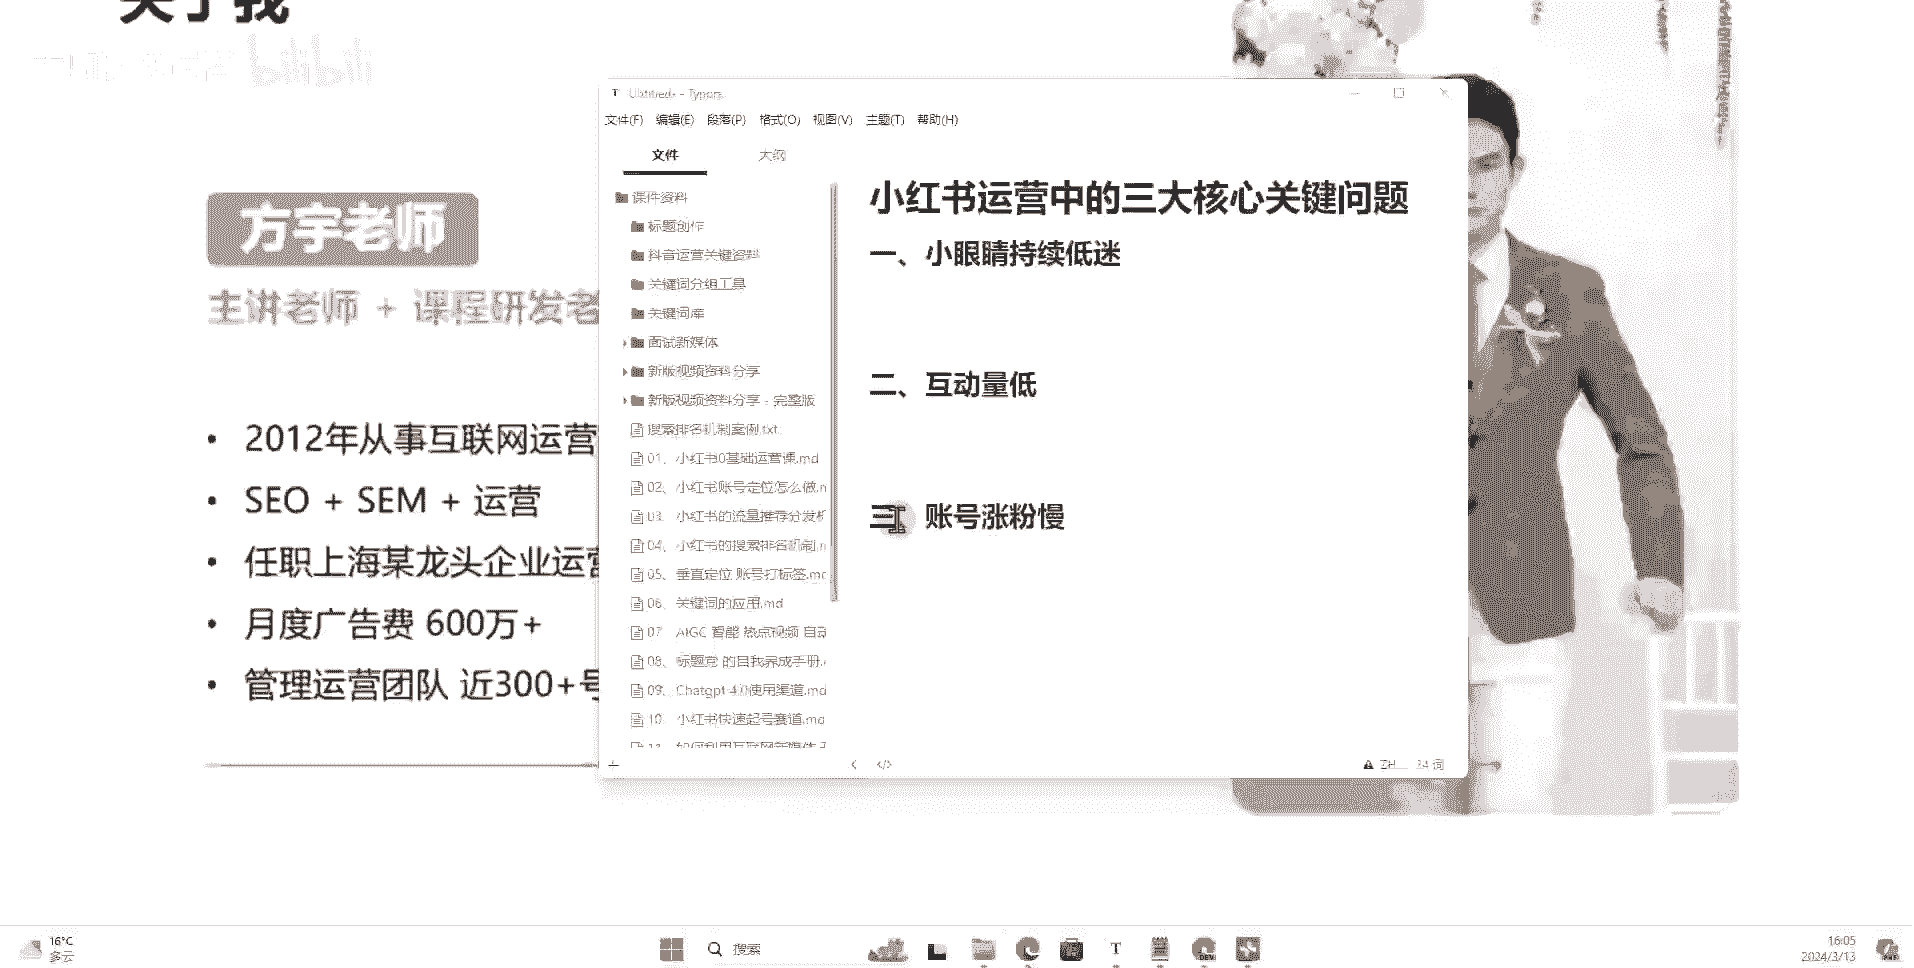 关于我
bilibili
方宇老师
主讲老师 + 课程研发老
2012年从事互联网运营
SEO + SEM + 运营
任职上海某龙头企业运营
月度广告费 600万+
管理运营团队 近300+号
Untitled· - Typora
文件(F) 编辑(E) 段落(P) 格式(O) 视图(V) 主题(T) 帮助(H)
文件 大纲
课件资料
标题创作
抖音运营关键资料
关键词分组工具
关键词库
面试新媒体
新版视频资料分享
新版视频资料分享 - 完整版
搜索排名机制案例.txt
01、小红书0基础运营课.md
02、小红书账号定位怎么做.m
03、小红书的流量推荐分发机
04、小红书的搜索排名机制.m
05、垂直定位 账号打标签.md
06、关键词的应用.md
07、AIGC 智能 热点视频 自动
08、标题党 的自我养成手册.
09、Chatgpt-4.0使用渠道.md
10、小红书快速起号赛道.md
小红书运营中的三大核心关键问题
一、小眼睛持续低迷
二、互动量低
三、账号涨粉慢
ZH 34 词
16°C
多云
搜索
16:05
2024/3/13